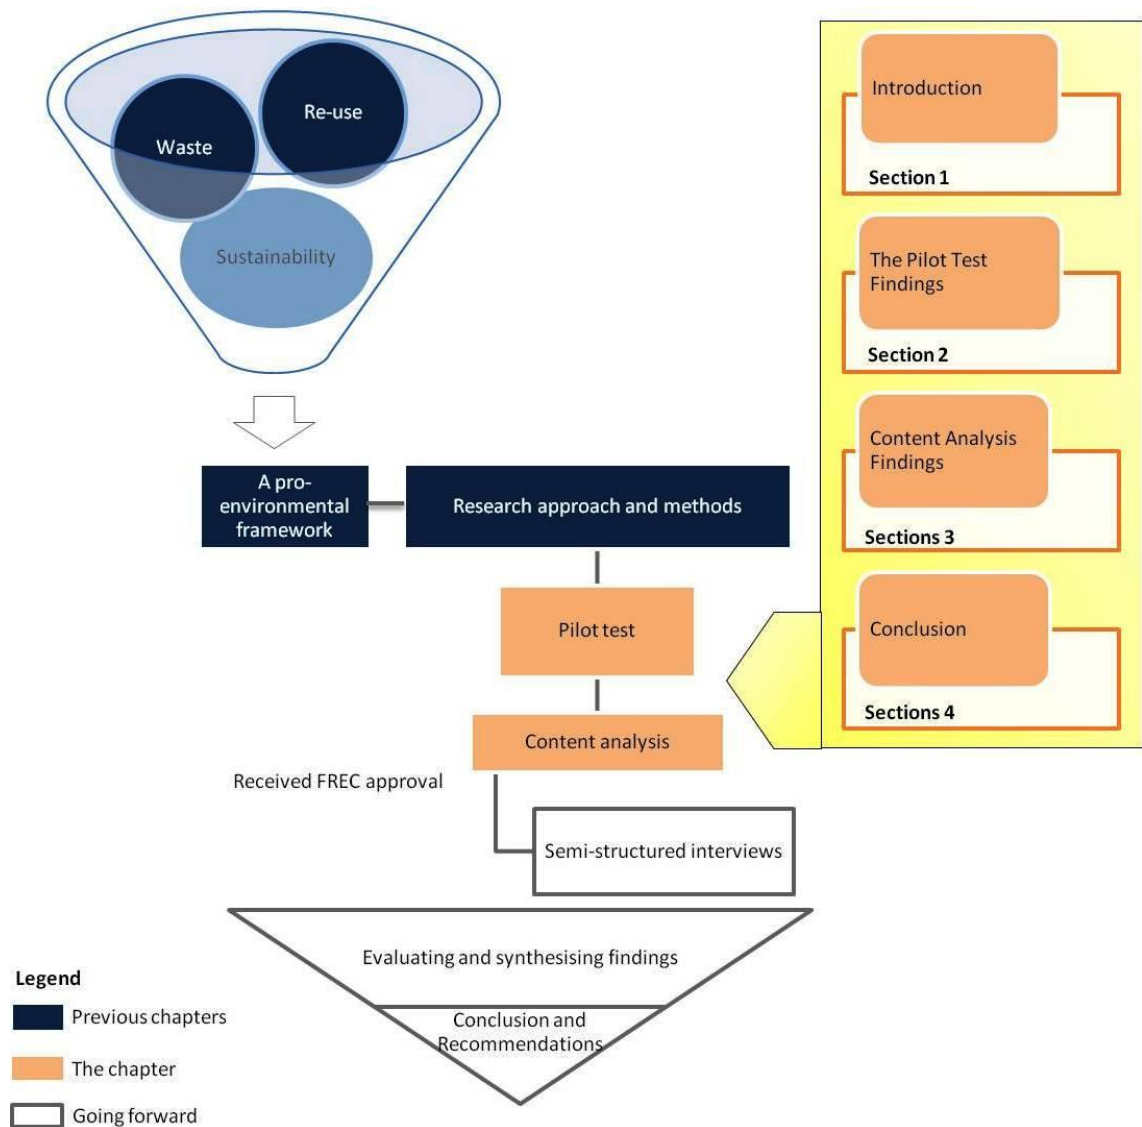 Re-use
Waste
Sustainability
A pro-
environmental
framework
Research approach and methods
Pilot test
Content analysis
Received FREC approval
Semi-structured interviews
Evaluating and synthesising findings
Conclusion and
Recommendations
Legend
Previous chapters
The chapter
Going forward
Introduction
Section 1
The Pilot Test
Findings
Section 2
Content Analysis
Findings
Sections 3
Conclusion
Sections 4